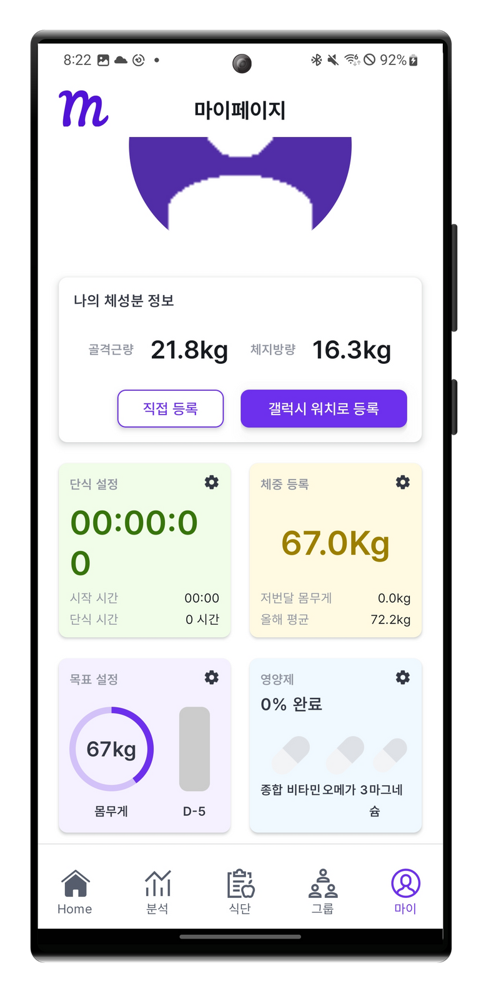 8:22 92%
m 마이페이지
나의 체성분 정보
골격근량 21.8kg 체지방량 16.3kg
직접 등록 갤럭시 워치로 등록
단식 설정
00:00:0
0
시작 시간 00:00
단식 시간 0 시간
체중 등록
67.0Kg
저번달 몸무게 0.0kg
올해 평균 72.2kg
목표 설정
67kg
몸무게 D-5
영양제
0% 완료
종합 비타민 오메가 3 마그네
슘
Home 분석 식단 그룹 마이